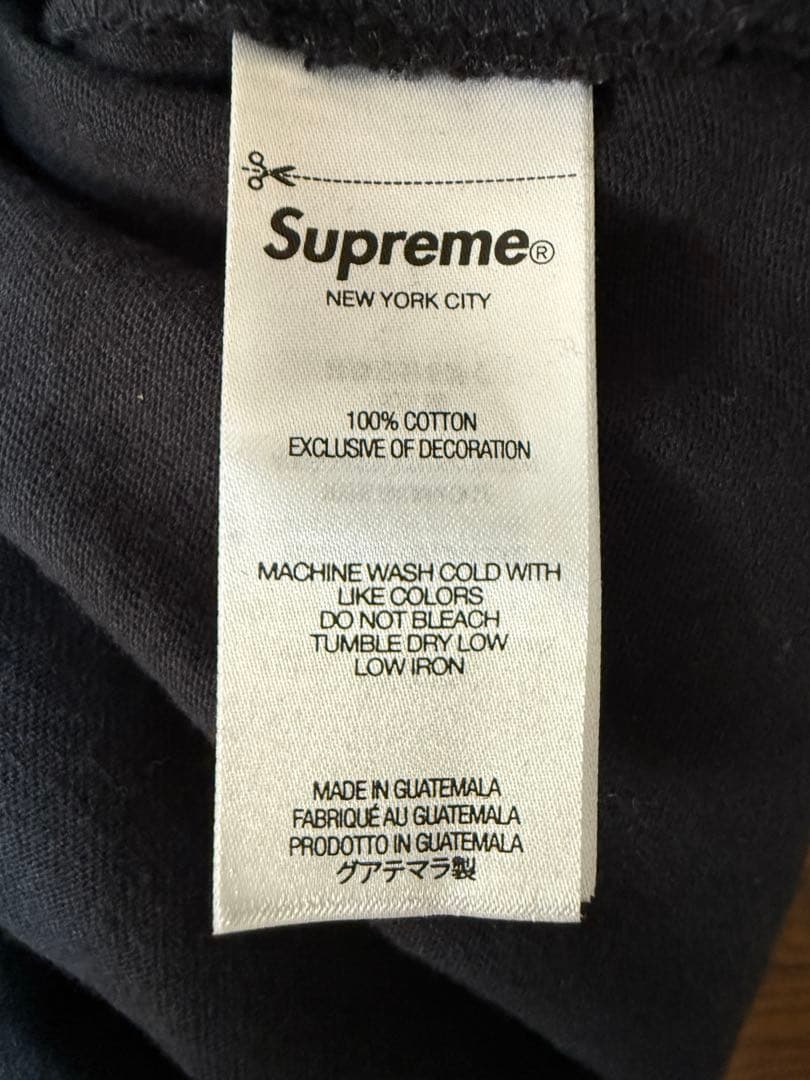 Supreme®
NEW YORK CITY
100% COTTON
EXCLUSIVE OF DECORATION
MACHINE WASH COLD WITH
LIKE COLORS
DO NOT BLEACH
TUMBLE DRY LOW
LOW IRON
MADE IN GUATEMALA
FABRIQUÉ AU GUATEMALA
PRODOTTO IN GUATEMALA
グアテマラ製